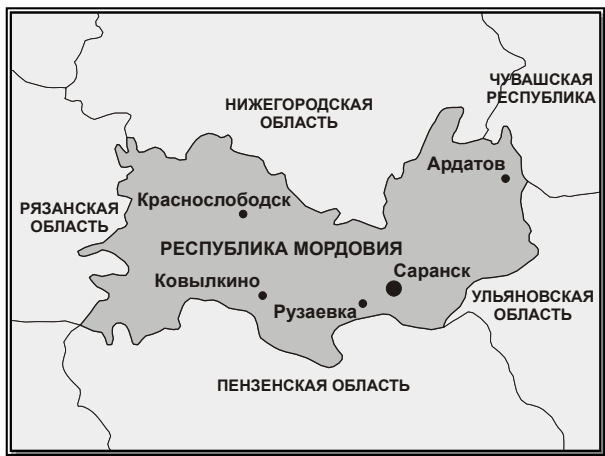 ЧУВАШСКАЯ
РЕСПУБЛИКА
НИЖЕГОРОДСКАЯ
ОБЛАСТЬ
Ардатов
Краснослободск
РЯЗАНСКАЯ
ОБЛАСТЬ
РЕСПУБЛИКА МОРДОВИЯ
Саранск
Ковылкино
Рузаевка
УЛЬЯНОВСКАЯ
ОБЛАСТЬ
ПЕНЗЕНСКАЯ ОБЛАСТЬ